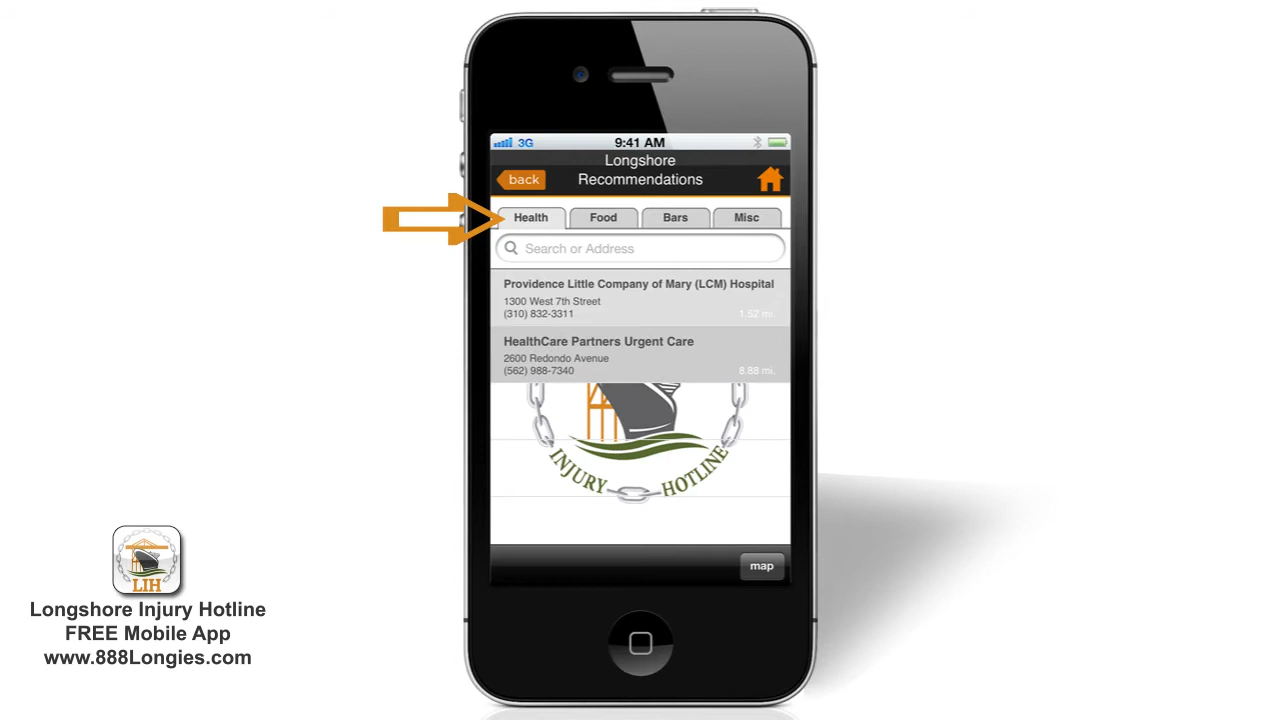 3G 9:41 AM
Longshore
back Recommendations
Health Food Bars Misc
Search or Address
Providence Little Company of Mary (LCM) Hospital
1300 West 7th Street
(310) 832-3311 1.52 mi.
HealthCare Partners Urgent Care
2600 Redondo Avenue
(562) 988-7340 8.88 mi.
INJURY HOTLINE
map
LIH
Longshore Injury Hotline
FREE Mobile App
www.888Longies.com